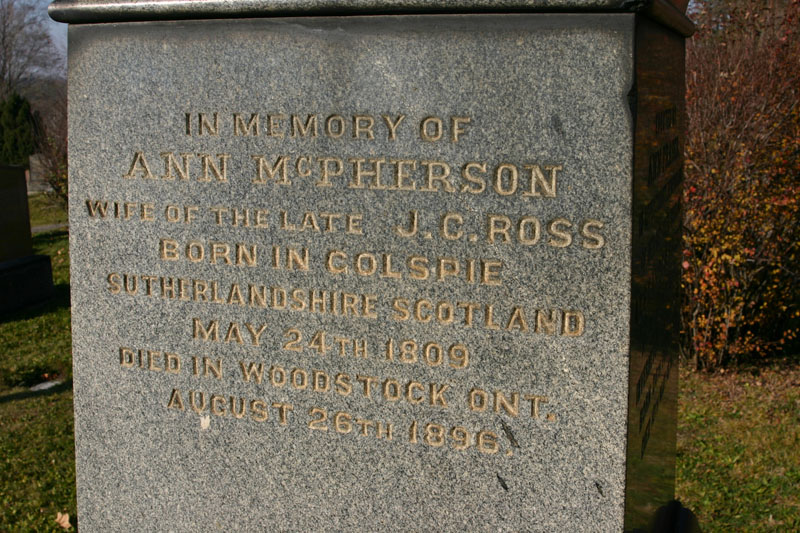 IN MEMORY OF
ANN McPHERSON
WIFE OF THE LATE J.C. ROSS
BORN IN GOLSPIE
SUTHERLANDSHIRE SCOTLAND
MAY 24TH 1809
DIED IN WOODSTOCK ONT.
AUGUST 26TH 1896.